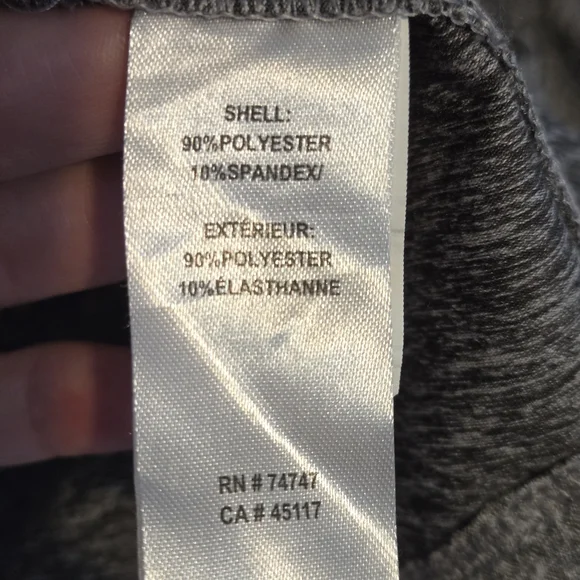 SHELL:
90%POLYESTER
10%SPANDEX/
EXTÉRIEUR:
90%POLYESTER
10%ÉLASTHANNE
RN # 74747
CA # 45117